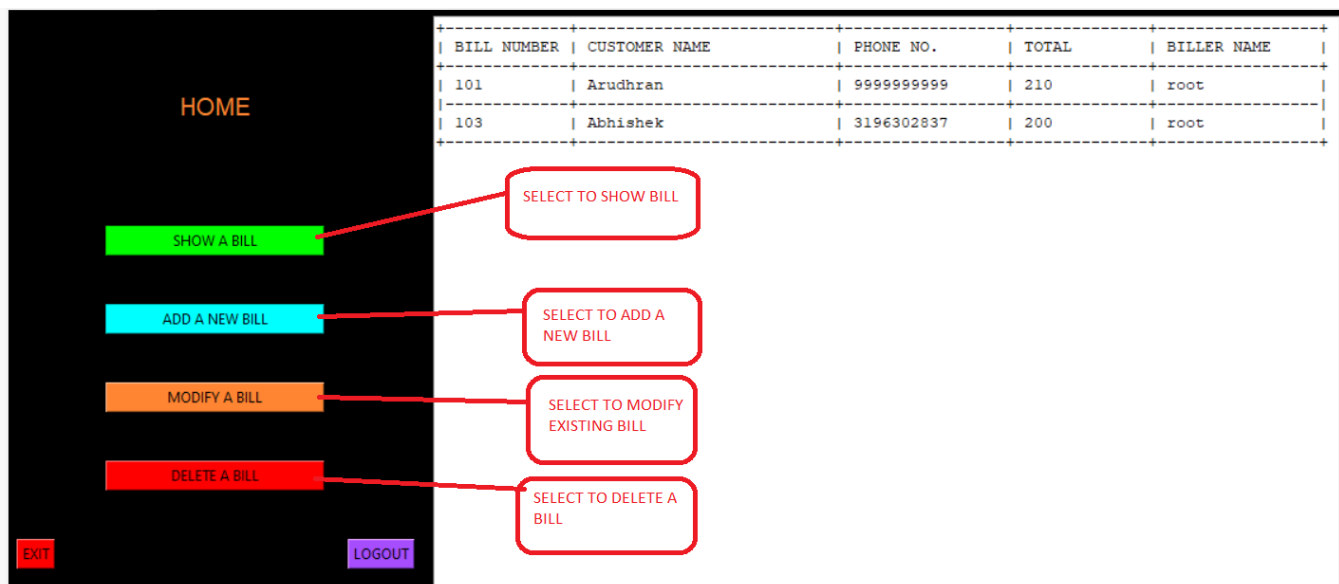 HOME
SHOW A BILL
ADD A NEW BILL
MODIFY A BILL
DELETE A BILL
EXIT
LOGOUT
+-------------+---------------------------+-----------------+--------------+-----------------+
| BILL NUMBER | CUSTOMER NAME | PHONE NO. | TOTAL | BILLER NAME |
| 101 | Arudhran | 9999999999 | 210 | root |
| 103 | Abhishek | 3196302837 | 200 | root |
SELECT TO SHOW BILL
SELECT TO ADD A
NEW BILL
SELECT TO MODIFY
EXISTING BILL
SELECT TO DELETE A
BILL